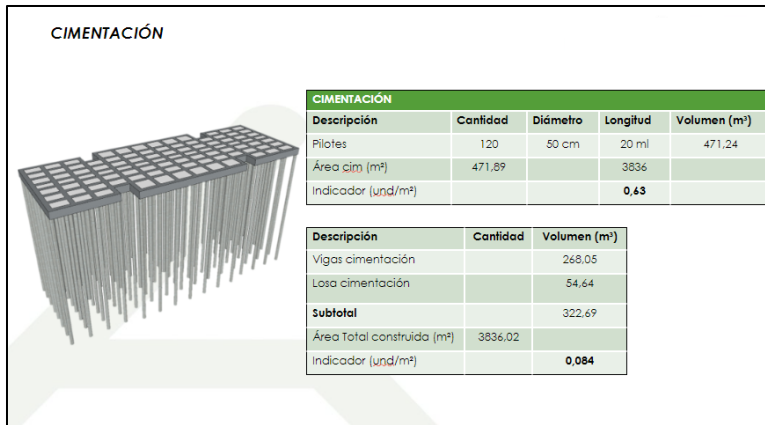 CIMENTACIÓN
CIMENTACIÓN
Descripción Cantidad Diámetro Longitud Volumen (m³)
Pilotes 120 50 cm 20 ml 471,24
Área cim (m²) 471,89 3836
Indicador (und/m²) 0,63
Descripción Cantidad Volumen (m³)
Vigas cimentación 268,05
Losa cimentación 54,64
Subtotal 322,69
Área Total construida (m²) 3836,02
Indicador (und/m²) 0,084